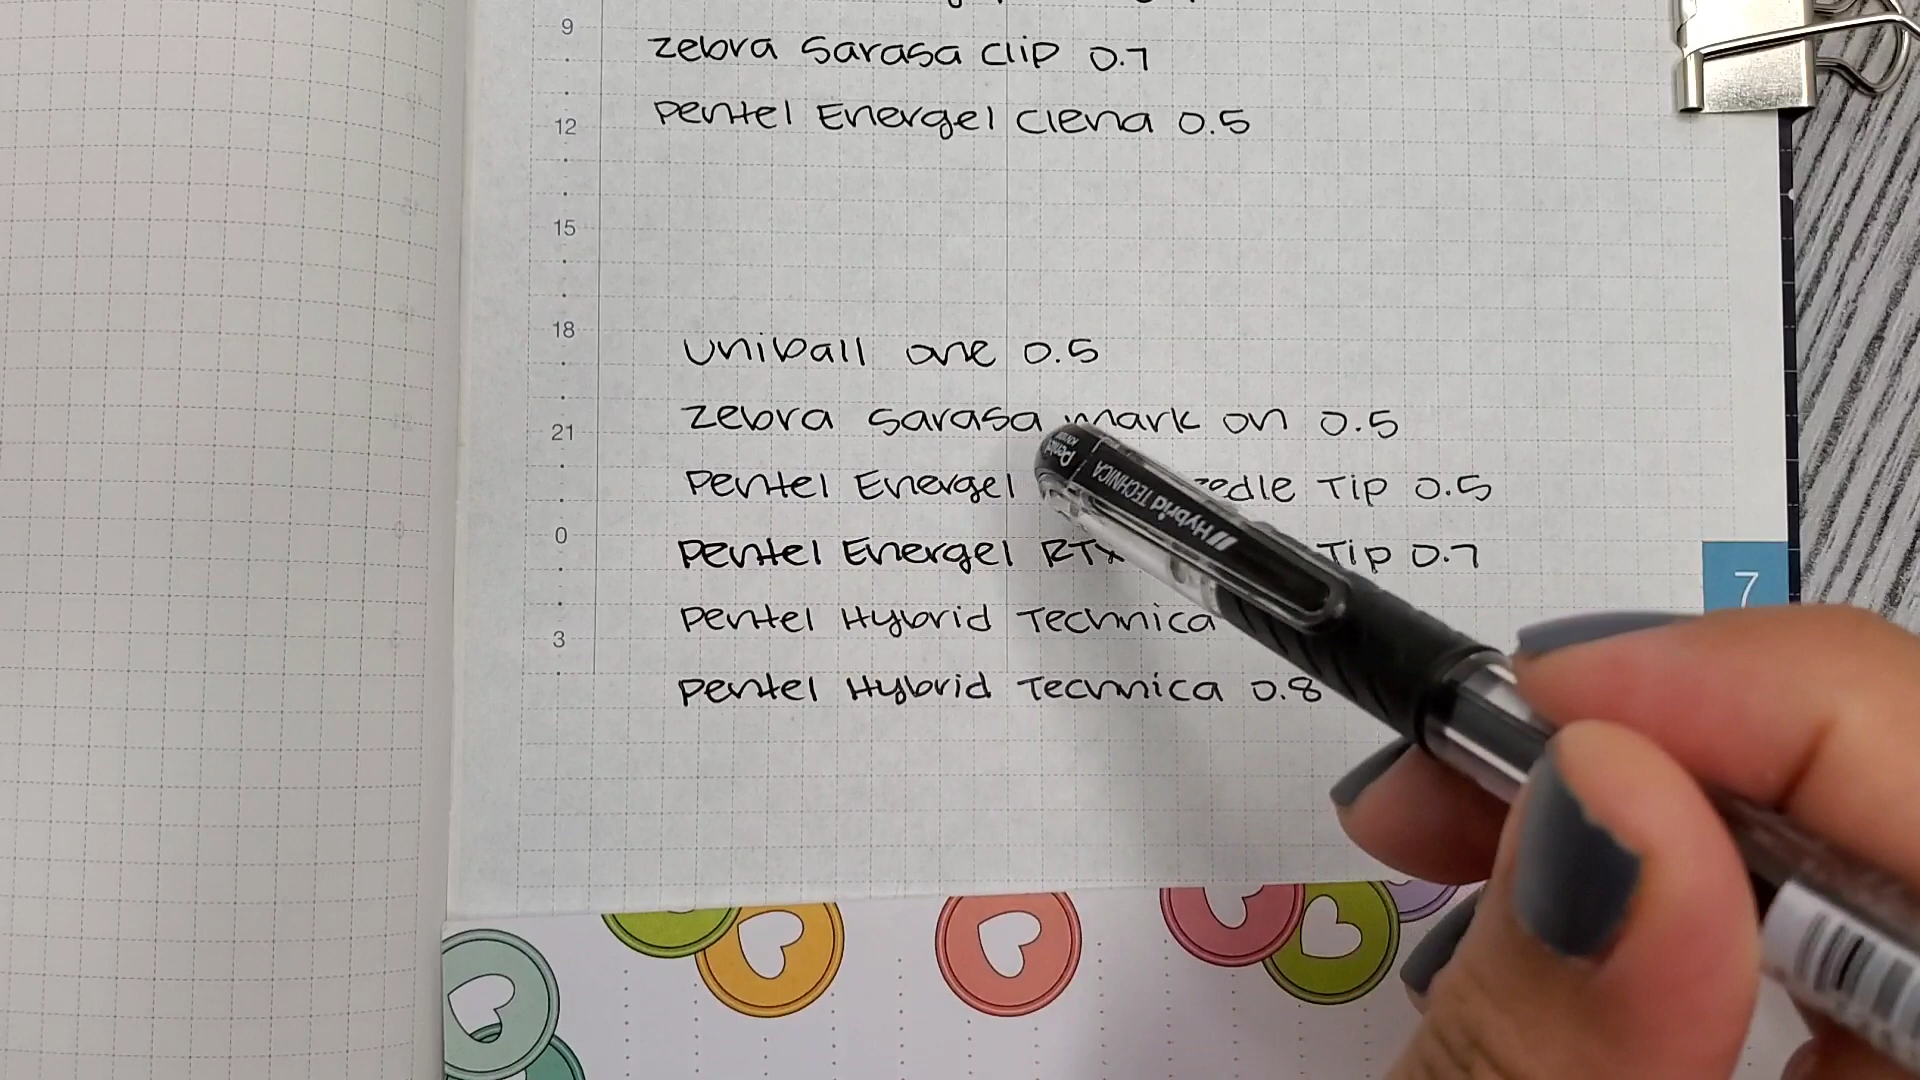 9
zebra Sarasa Clip 0.7
12
Pentel Energel Clena 0.5
15
18
Uniball one 0.5
21
zebra Sarasa mark on 0.5
Pentel Energel Tip 0.5
0
Pentel Energel RTX Tip 0.7
3
Pentel Hybrid Technica
Pentel Hybrid Technica 0.8
7
Pentel
Hybrid TECHNICA